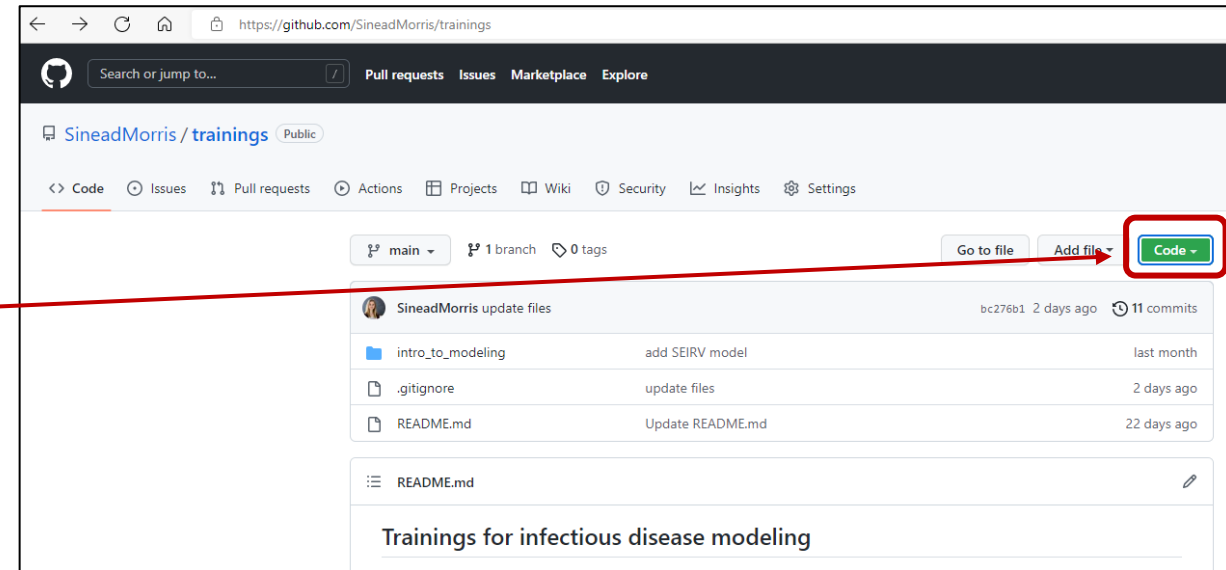 https://github.com/SineadMorris/trainings
Search or jump to... / Pull requests Issues Marketplace Explore
SineadMorris / trainings Public
<> Code Issues Pull requests Actions Projects Wiki Security Insights Settings
main 1 branch 0 tags Go to file Add file Code
SineadMorris update files bc276b1 2 days ago 11 commits
intro_to_modeling add SEIRV model last month
.gitignore update files 2 days ago
README.md Update README.md 22 days ago
README.md
Trainings for infectious disease modeling